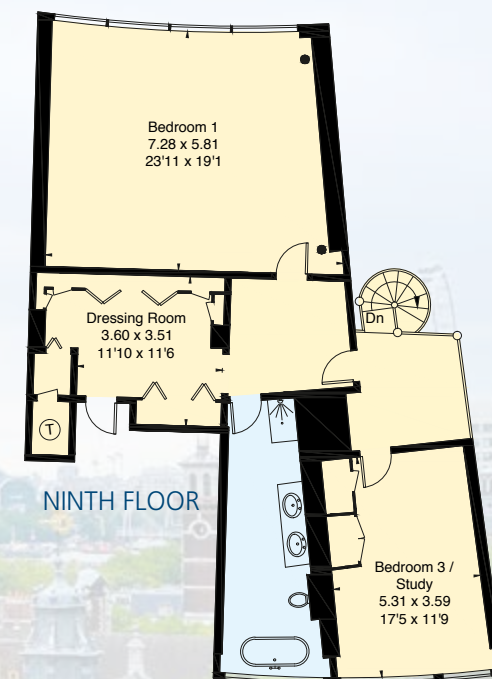 Bedroom 1
7.28 x 5.81
23'11 x 19'1
Dressing Room
3.60 x 3.51
11'10 x 11'6
Dn
T
NINTH FLOOR
Bedroom 3 /
Study
5.31 x 3.59
17'5 x 11'9